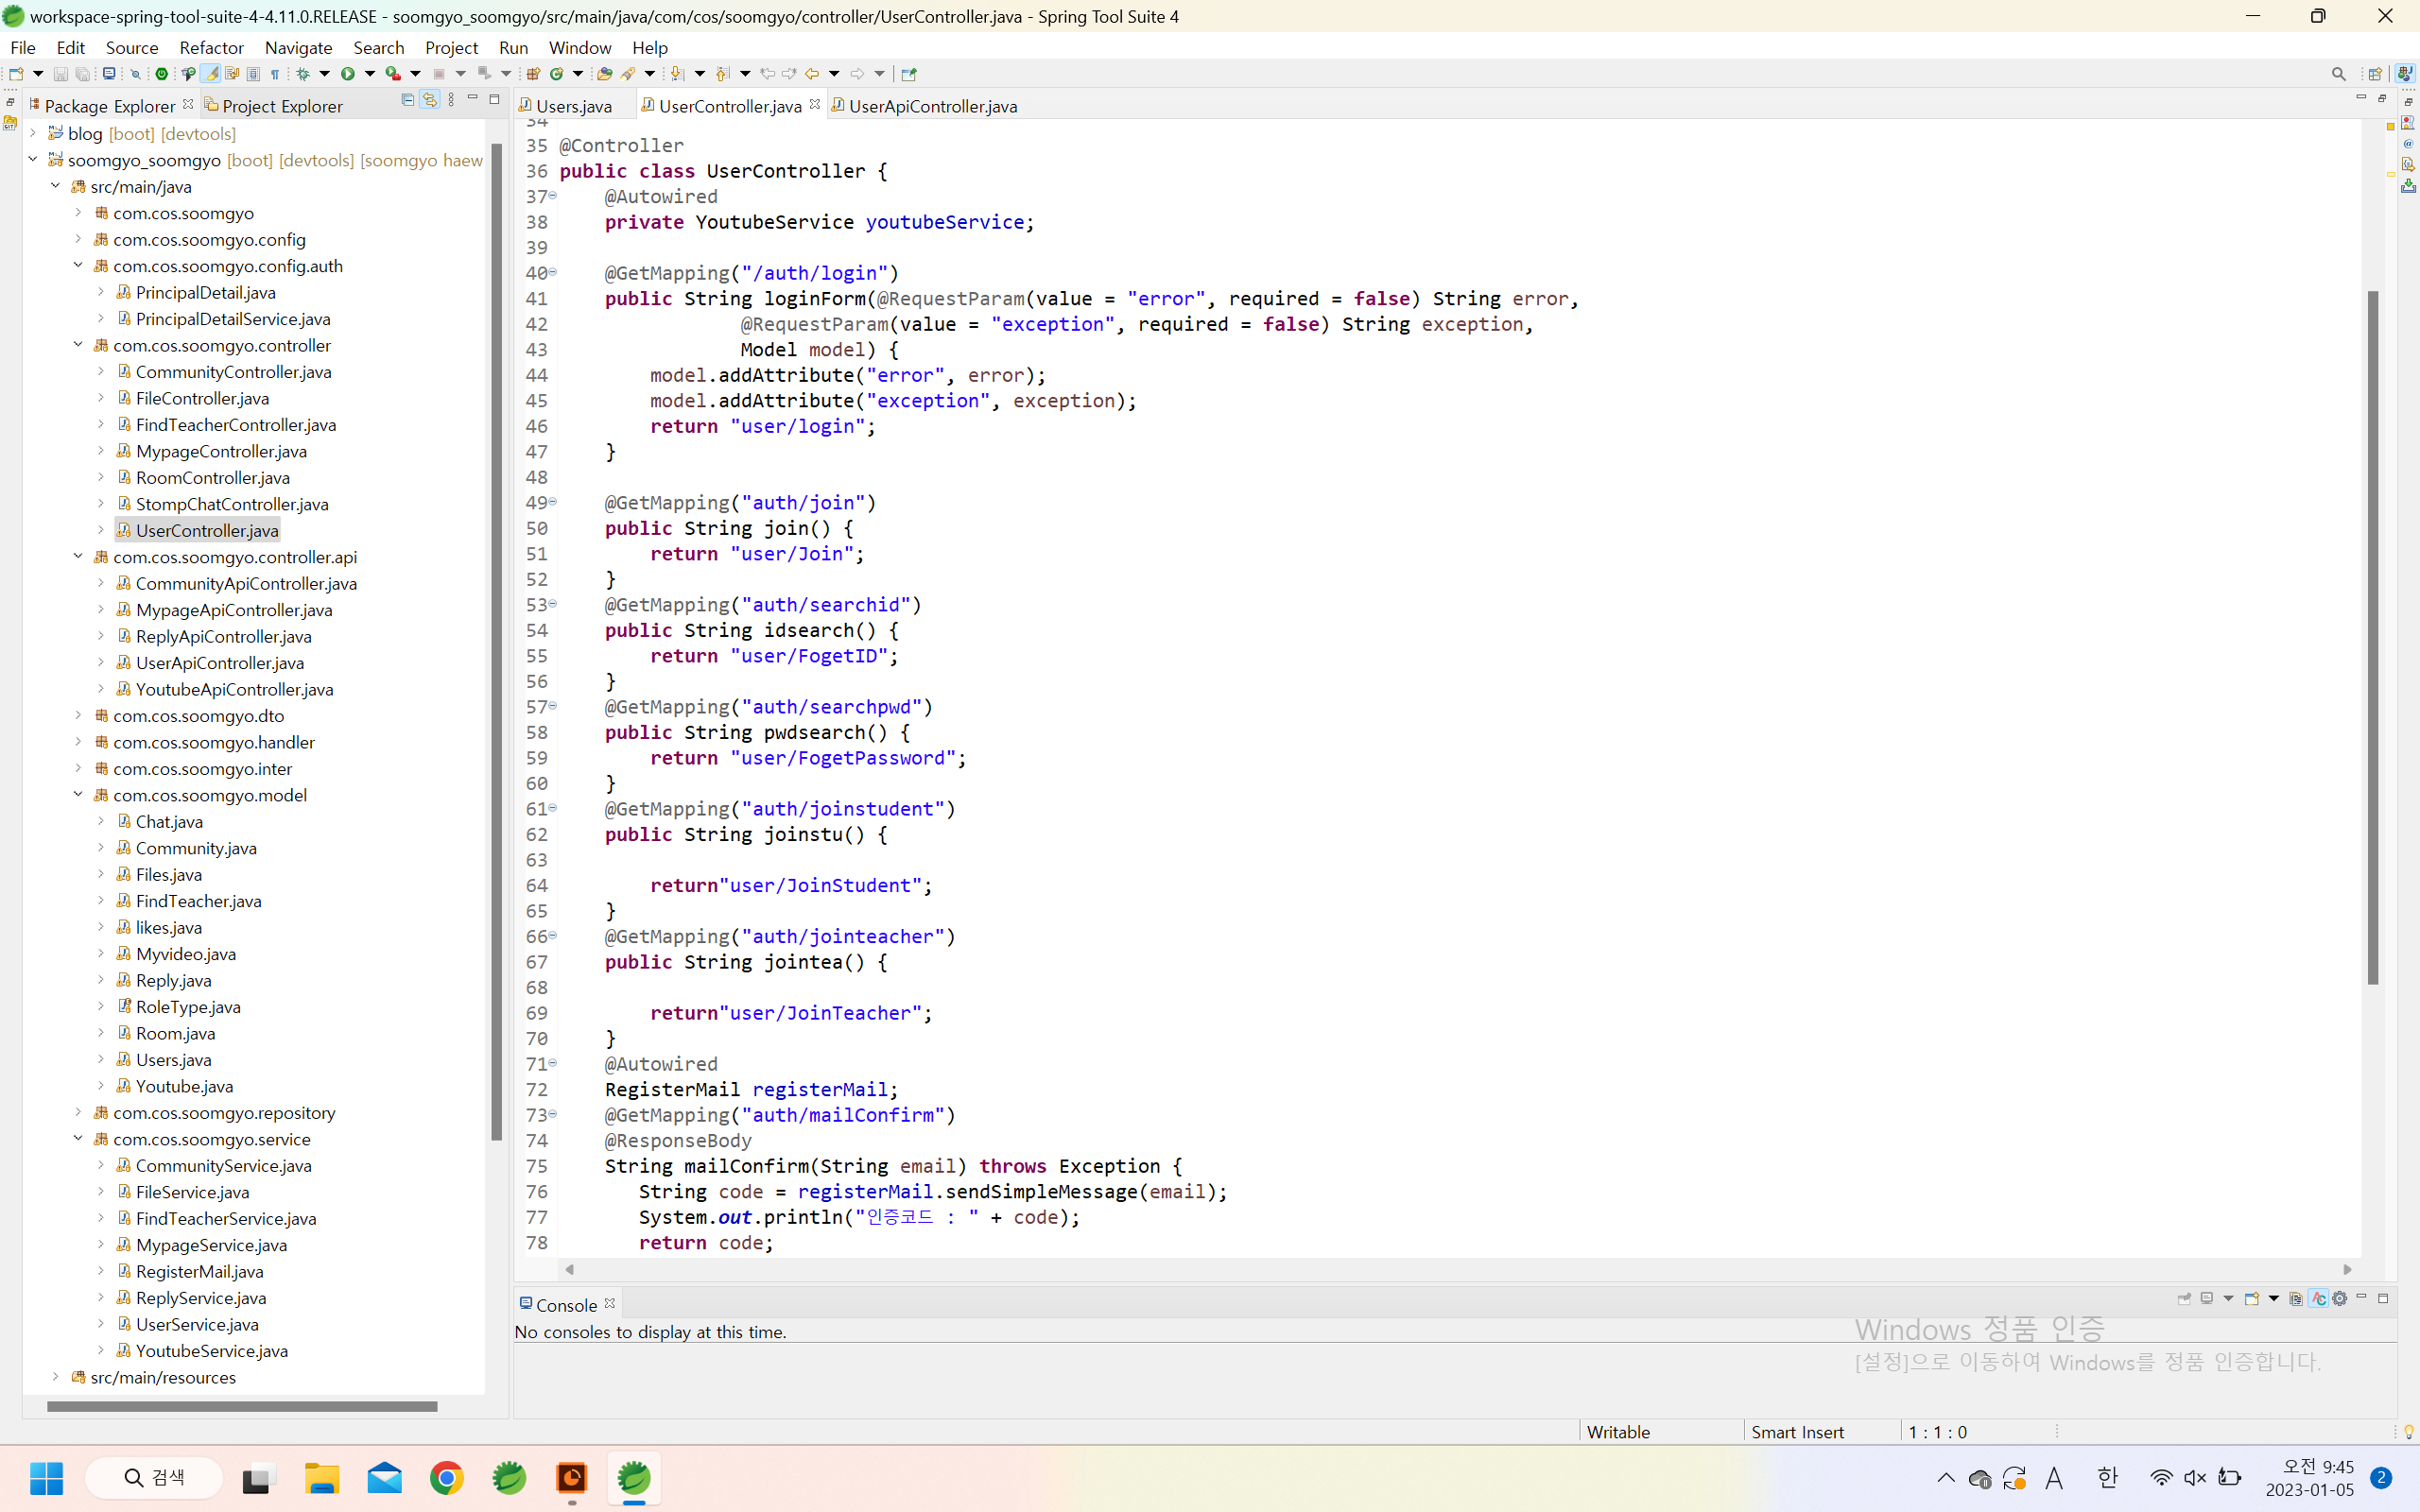 workspace-spring-tool-suite-4-4.11.0.RELEASE - soomgyo_soomgyo/src/main/java/com/cos/soomgyo/controller/UserController.java - Spring Tool Suite 4
File Edit Source Refactor Navigate Search Project Run Window Help
Package Explorer Project Explorer
blog [boot] [devtools]
soomgyo_soomgyo [boot] [devtools] [soomgyo haew
src/main/java
com.cos.soomgyo
com.cos.soomgyo.config
com.cos.soomgyo.config.auth
PrincipalDetail.java
PrincipalDetailService.java
com.cos.soomgyo.controller
CommunityController.java
FileController.java
FindTeacherController.java
MypageController.java
RoomController.java
StompChatController.java
UserController.java
com.cos.soomgyo.controller.api
CommunityApiController.java
MypageApiController.java
ReplyApiController.java
UserApiController.java
YoutubeApiController.java
com.cos.soomgyo.dto
com.cos.soomgyo.handler
com.cos.soomgyo.inter
com.cos.soomgyo.model
Chat.java
Community.java
Files.java
FindTeacher.java
likes.java
Myvideo.java
Reply.java
RoleType.java
Room.java
Users.java
Youtube.java
com.cos.soomgyo.repository
com.cos.soomgyo.service
CommunityService.java
FileService.java
FindTeacherService.java
MypageService.java
RegisterMail.java
ReplyService.java
UserService.java
YoutubeService.java
src/main/resources
Users.java UserController.java UserApiController.java
34
35 @Controller
36 public class UserController {
37 @Autowired
38 private YoutubeService youtubeService;
39
40 @GetMapping("/auth/login")
41 public String loginForm(@RequestParam(value = "error", required = false) String error,
42 @RequestParam(value = "exception", required = false) String exception,
43 Model model) {
44 model.addAttribute("error", error);
45 model.addAttribute("exception", exception);
46 return "user/login";
47 }
48
49 @GetMapping("auth/join")
50 public String join() {
51 return "user/Join";
52 }
53 @GetMapping("auth/searchid")
54 public String idsearch() {
55 return "user/FogetID";
56 }
57 @GetMapping("auth/searchpwd")
58 public String pwdsearch() {
59 return "user/FogetPassword";
60 }
61 @GetMapping("auth/joinstudent")
62 public String joinstu() {
63
64 return"user/JoinStudent";
65 }
66 @GetMapping("auth/jointeacher")
67 public String jointea() {
68
69 return"user/JoinTeacher";
70 }
71 @Autowired
72 RegisterMail registerMail;
73 @GetMapping("auth/mailConfirm")
74 @ResponseBody
75 String mailConfirm(String email) throws Exception {
76 String code = registerMail.sendSimpleMessage(email);
77 System.out.println("인증코드 : " + code);
78 return code;
Console
No consoles to display at this time.
Windows 정품 인증
[설정]으로 이동하여 Windows를 정품 인증합니다.
Writable Smart Insert 1 : 1 : 0
검색
A 한
오전 9:45
2023-01-05
2